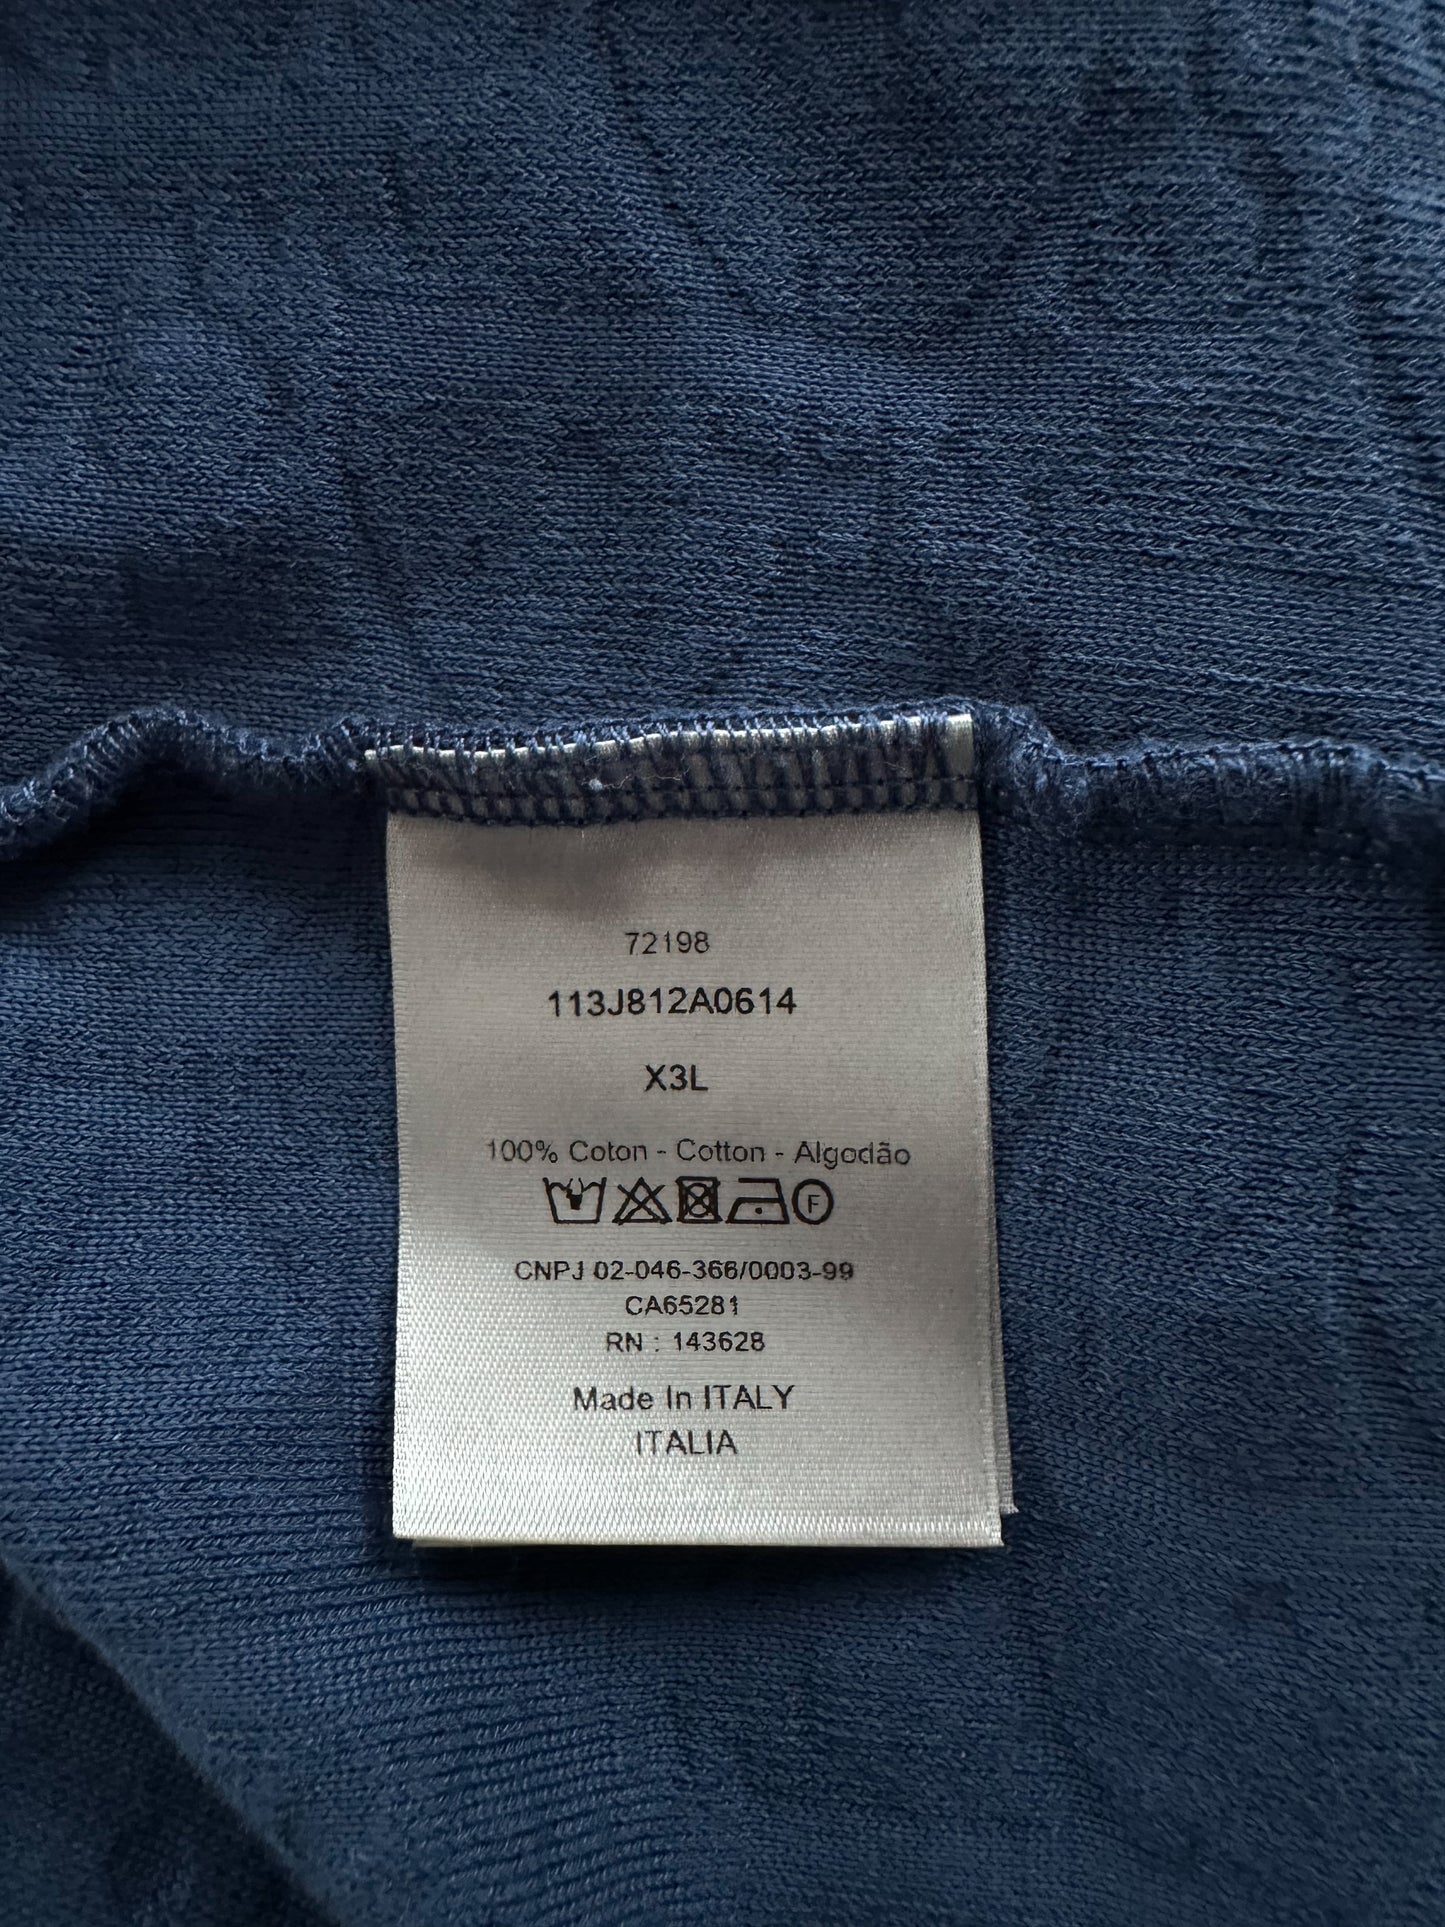 72198
113J812A0614
X3L
100% Coton - Cotton - Algodão
F
CNPJ 02-046-366/0003-99
CA65281
RN : 143628
Made In ITALY
ITALIA